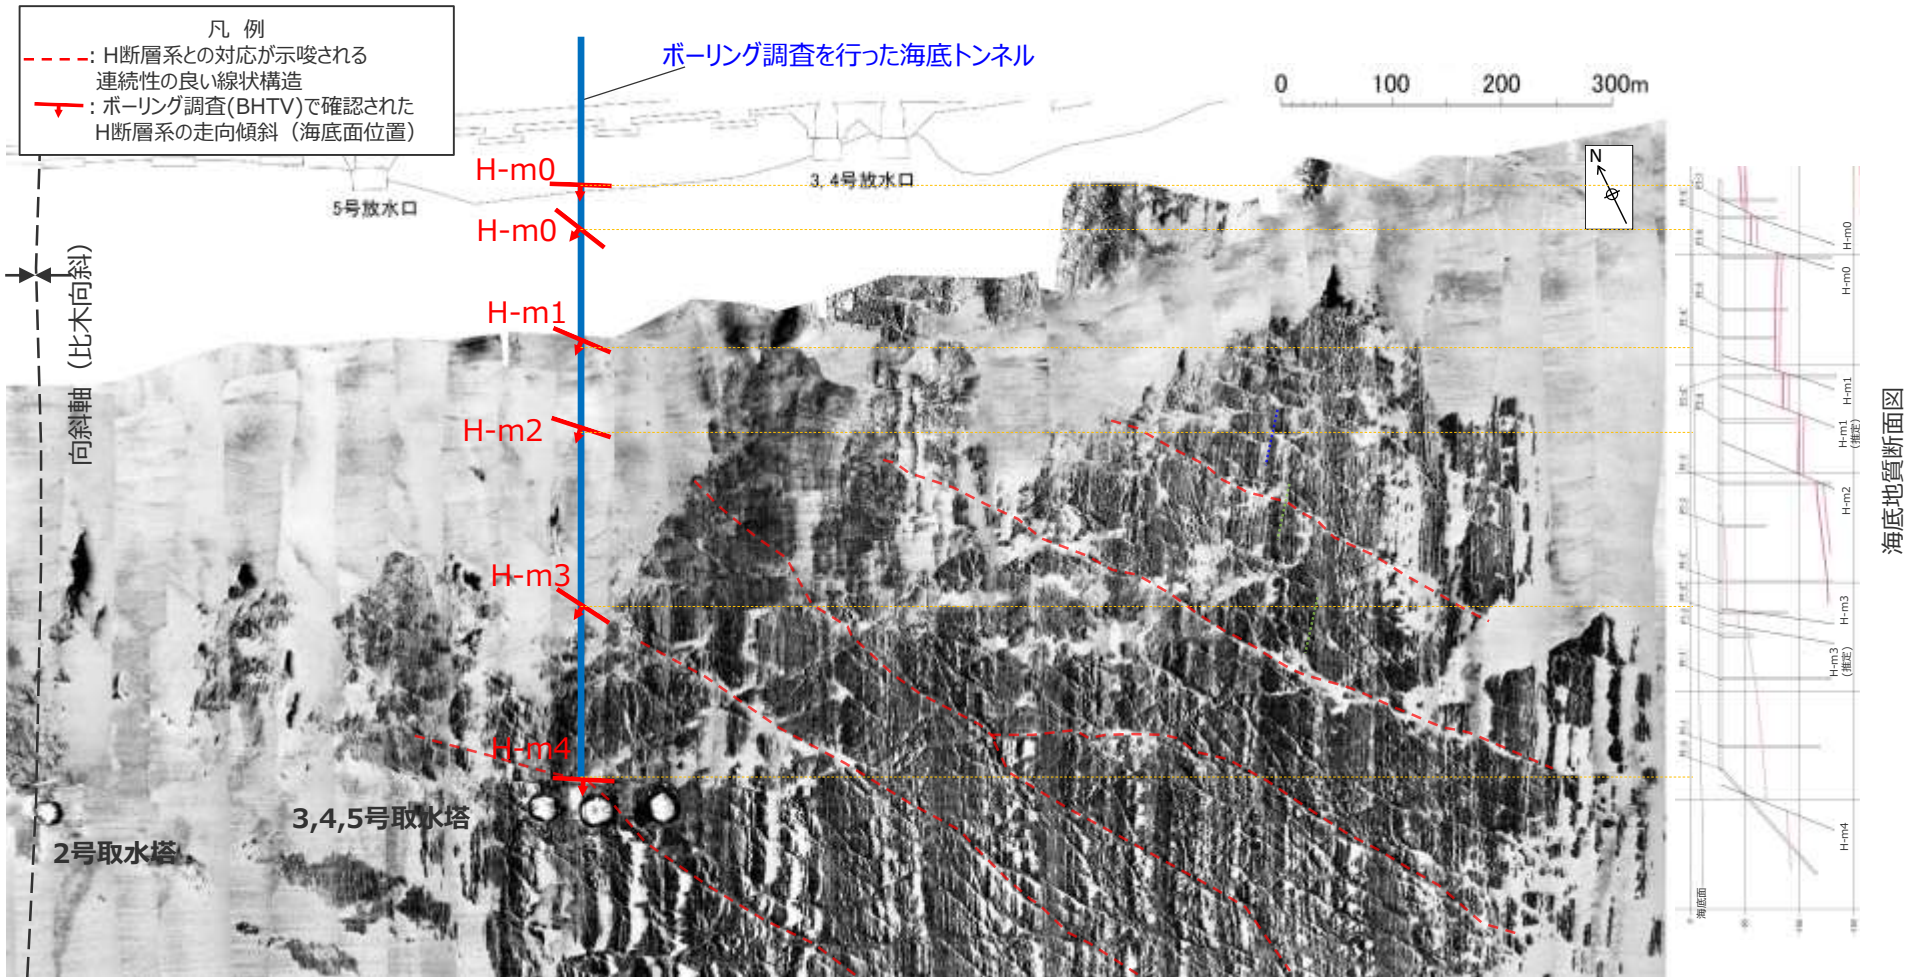 凡 例
: H断層系との対応が示唆される
連続性の良い線状構造
: ボーリング調査(BHTV)で確認された
H断層系の走向傾斜（海底面位置）
ボーリング調査を行った海底トンネル
0 100 200 300m
N
5号放水口
3, 4号放水口
向斜軸（比木向斜）
H-m0
H-m0
H-m1
H-m2
H-m3
H-m4
3,4,5号取水塔
2号取水塔
H-m0
H-m0
H-m1
H-m1
(推定)
H-m2
H-m3
H-m3
(推定)
H-m4
海底面
海底地質断面図